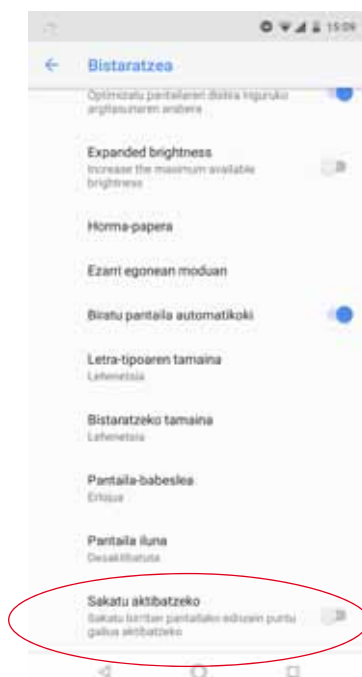 15:09
Bistaratzea
Optimizatu pantailaren distira inguruko
argitasunaren arabera
Expanded brightness
Increase the maximum available
brightness
Horma-papera
Ezarri egonean moduan
Biratu pantaila automatikoki
Letra-tipoaren tamaina
Lehenetsia
Bistaratzeko tamaina
Lehenetsia
Pantaila-babeslea
Erlojua
Pantaila iluna
Desaktibatuta
Sakatu aktibatzeko
Sakatu birritan pantailako edozein puntu
gailua aktibatzeko